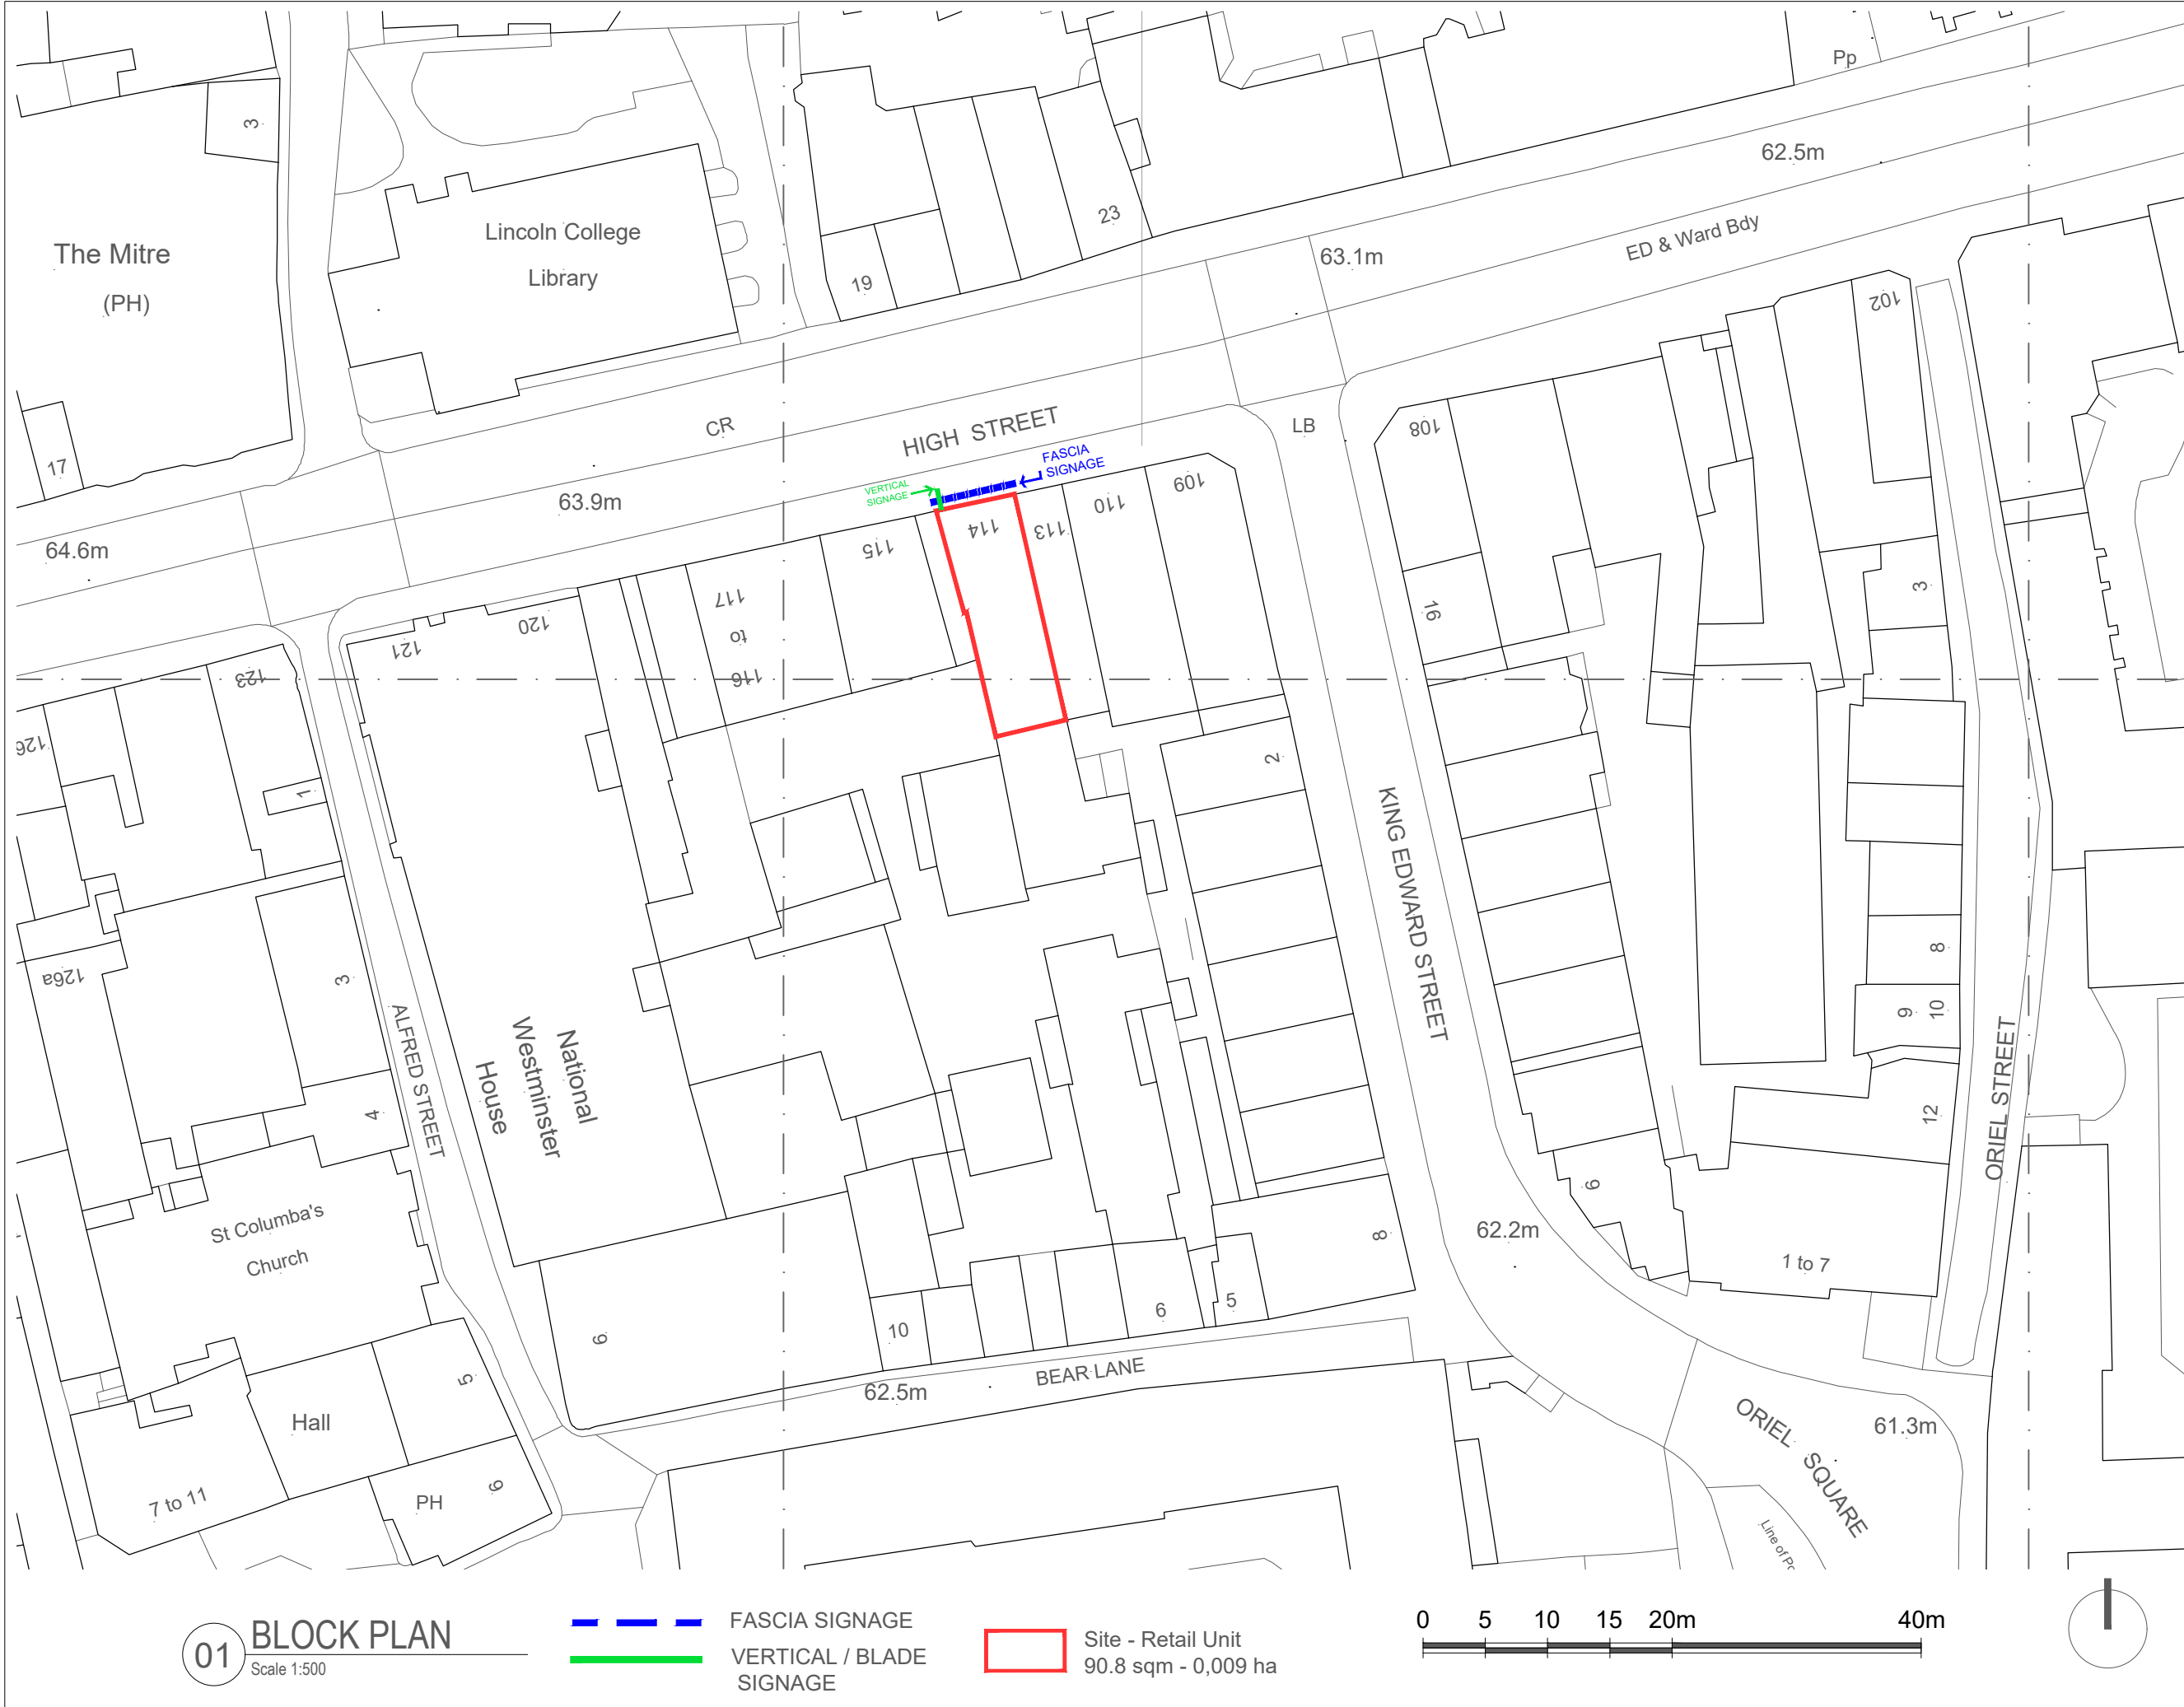 Pp
3
62.5m
The Mitre
(PH)
Lincoln College
Library
23
19
63.1m
ED & Ward Bdy
102
CR
HIGH STREET
LB
108
17
FASCIA
SIGNAGE
VERTICAL
SIGNAGE
63.9m
109
110
113
114
115
64.6m
117
to
116
120
121
123
126
16
3
1
2
KING EDWARD STREET
126a
3
8
9
10
ALFRED STREET
National
Westminster
House
ORIEL STREET
4
12
St Columba's
Church
9
62.2m
8
1 to 7
10
6
5
9
BEAR LANE
62.5m
5
Hall
ORIEL SQUARE
61.3m
7 to 11
PH
6
Line of Po
01
BLOCK PLAN
Scale 1:500
FASCIA SIGNAGE
VERTICAL / BLADE
SIGNAGE
Site - Retail Unit
90.8 sqm - 0,009 ha
0 5 10 15 20m 40m